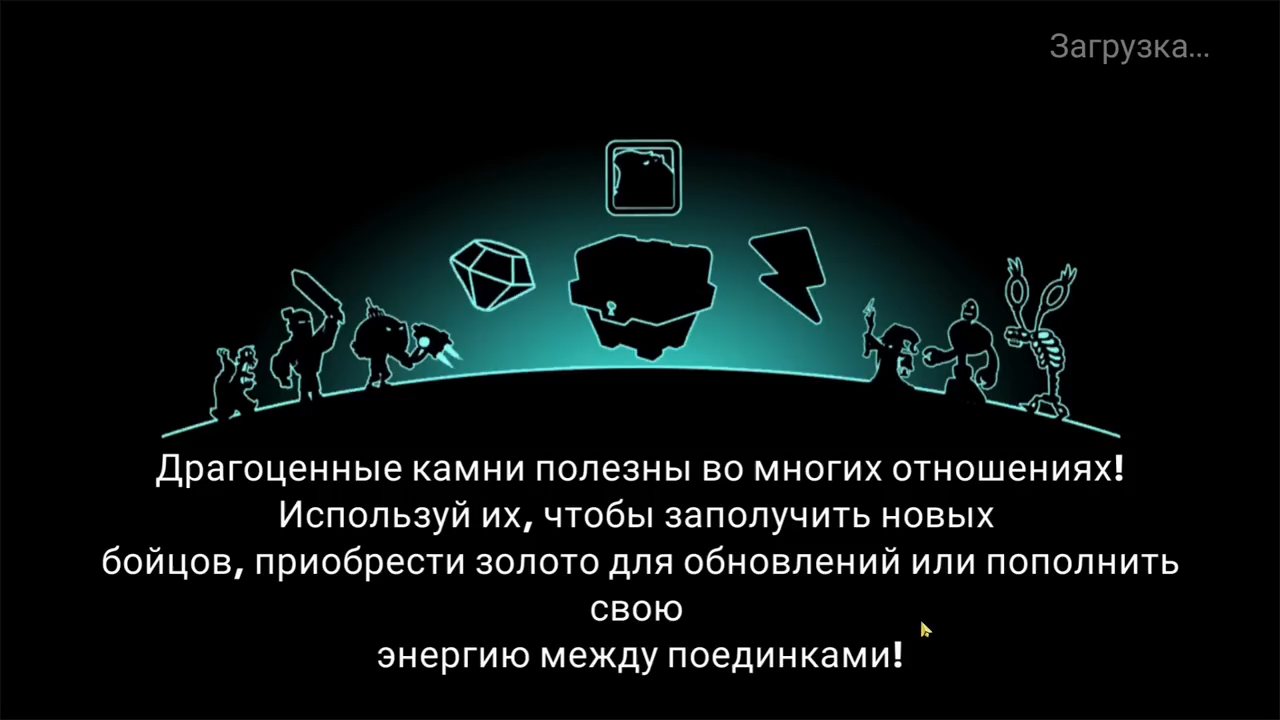 Загрузка...
Драгоценные камни полезны во многих отношениях!
Используй их, чтобы заполучить новых
бойцов, приобрести золото для обновлений или пополнить
свою
энергию между поединками!